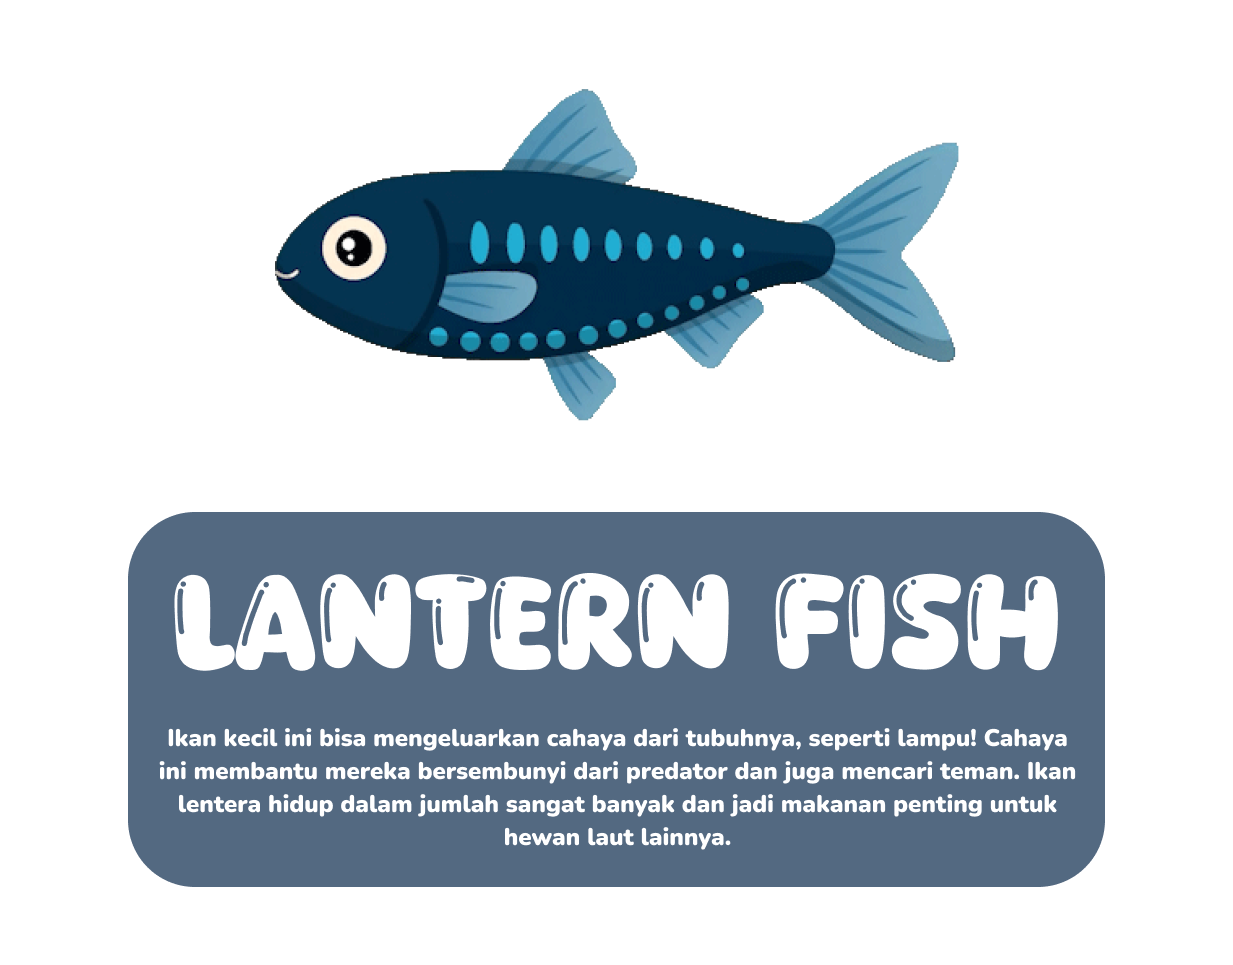 LANTERN FISH
Ikan kecil ini bisa mengeluarkan cahaya dari tubuhnya, seperti lampu! Cahaya
ini membantu mereka bersembunyi dari predator dan juga mencari teman. Ikan
lentera hidup dalam jumlah sangat banyak dan jadi makanan penting untuk
hewan laut lainnya.